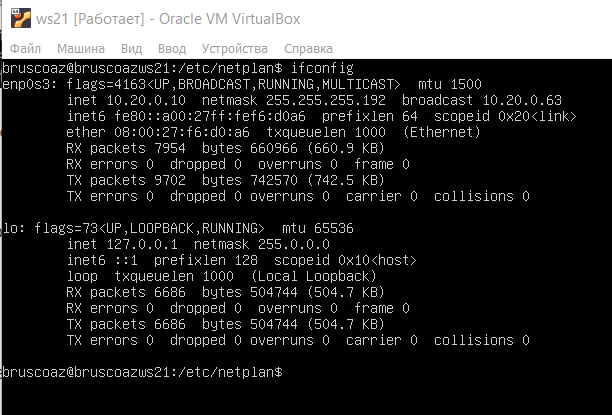 ws21 [Работает] - Oracle VM VirtualBox
Файл Машина Вид Ввод Устройства Справка
bruscoaz@bruscoazws21:/etc/netplan$ ifconfig
enp0s3: flags=4163<UP,BROADCAST,RUNNING,MULTICAST>  mtu 1500
        inet 10.20.0.10  netmask 255.255.255.192  broadcast 10.20.0.63
        inet6 fe80::a00:27ff:fef6:d0a6  prefixlen 64  scopeid 0x20<link>
        ether 08:00:27:f6:d0:a6  txqueuelen 1000  (Ethernet)
        RX packets 7954  bytes 660966 (660.9 KB)
        RX errors 0  dropped 0  overruns 0  frame 0
        TX packets 9702  bytes 742570 (742.5 KB)
        TX errors 0  dropped 0 overruns 0  carrier 0  collisions 0
lo: flags=73<UP,LOOPBACK,RUNNING>  mtu 65536
        inet 127.0.0.1  netmask 255.0.0.0
        inet6 ::1  prefixlen 128  scopeid 0x10<host>
        loop  txqueuelen 1000  (Local Loopback)
        RX packets 6686  bytes 504744 (504.7 KB)
        RX errors 0  dropped 0  overruns 0  frame 0
        TX packets 6686  bytes 504744 (504.7 KB)
        TX errors 0  dropped 0 overruns 0  carrier 0  collisions 0
bruscoaz@bruscoazws21:/etc/netplan$